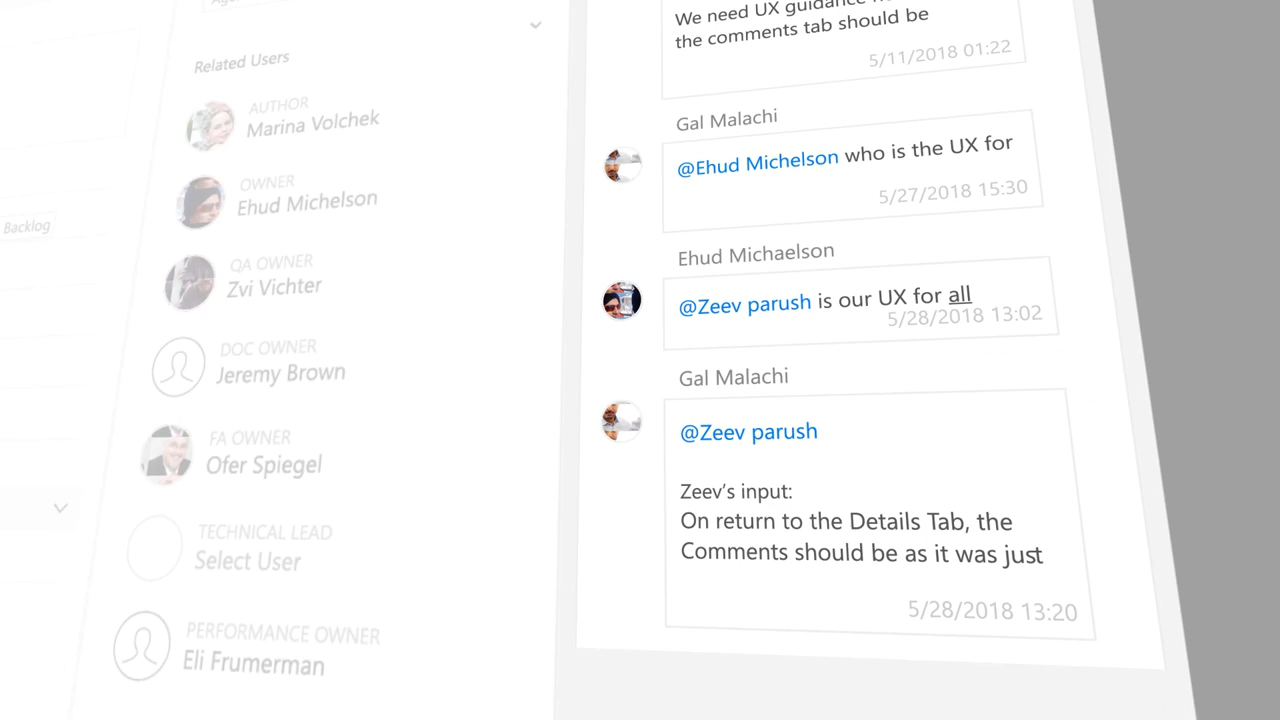 Related Users
AUTHOR
Marina Volchek
OWNER
Ehud Michelson
QA OWNER
Zvi Vichter
DOC OWNER
Jeremy Brown
FA OWNER
Ofer Spiegel
TECHNICAL LEAD
Select User
PERFORMANCE OWNER
Eli Frumerman
Backlog
We need UX guidance
the comments tab should be
5/11/2018 01:22
Gal Malachi
@Ehud Michelson who is the UX for
5/27/2018 15:30
Ehud Michaelson
@Zeev parush is our UX for all
5/28/2018 13:02
Gal Malachi
@Zeev parush
Zeev’s input:
On return to the Details Tab, the
Comments should be as it was just
5/28/2018 13:20